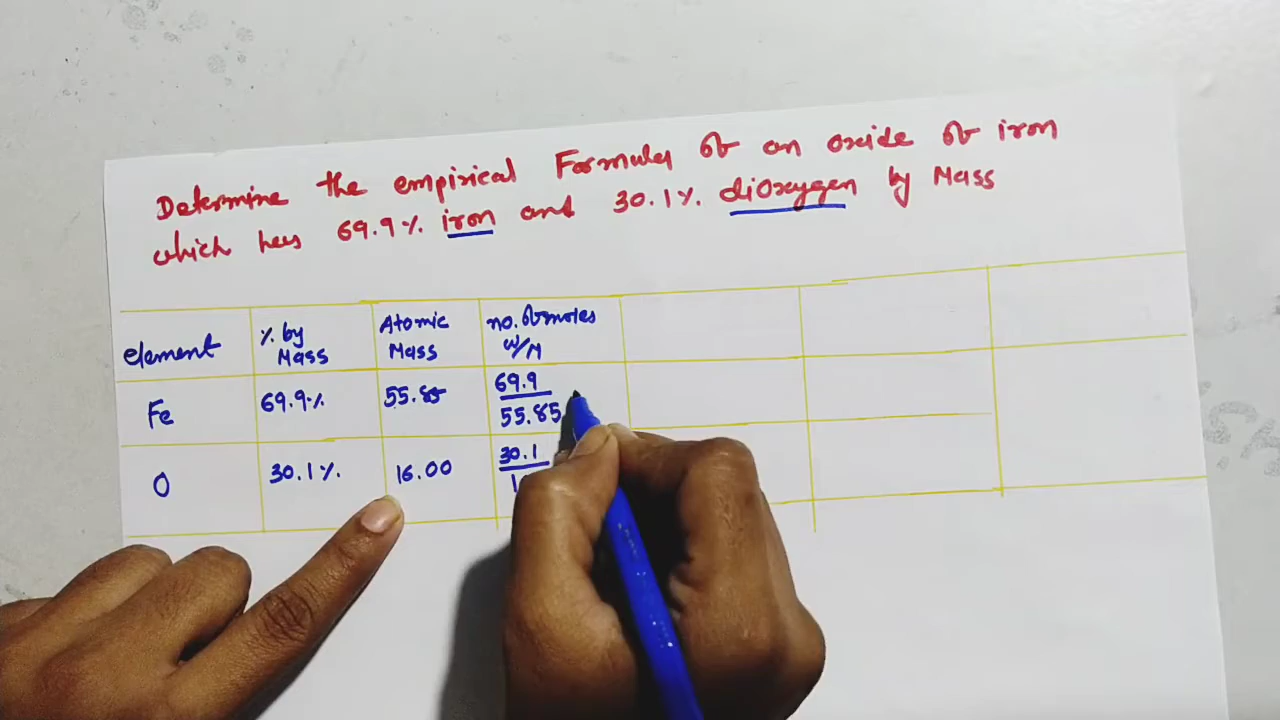 Determine the empirical Formula of an oxide of iron
which has 69.9% iron and 30.1% diOxygen by Mass
element
% by
Mass
Atomic
Mass
no. of moles
W/M
Fe
69.9%
55.85
69.9
55.85
O
30.1%.
16.00
30.1